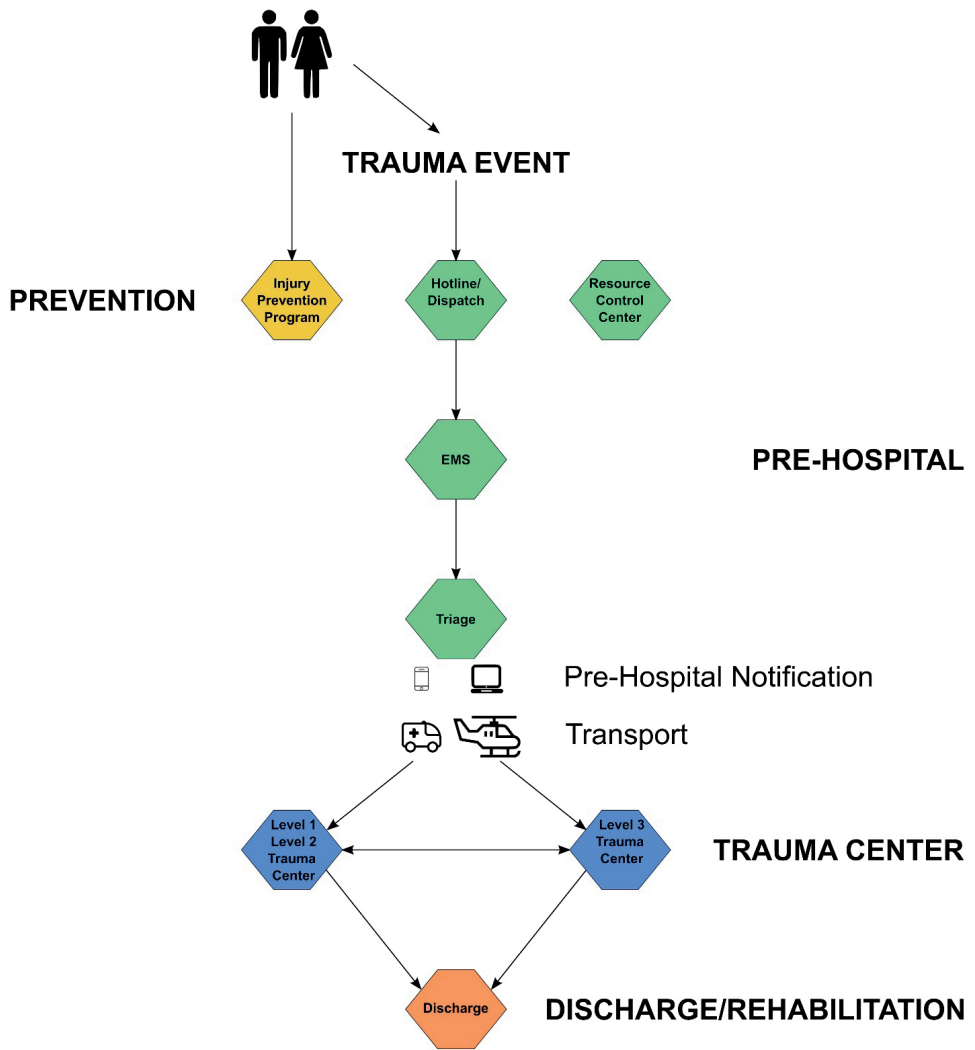 TRAUMA EVENT
PREVENTION
Injury
Prevention
Program
Hotline/
Dispatch
Resource
Control
Center
EMS
PRE-HOSPITAL
Triage
Pre-Hospital Notification
Transport
Level 1
Level 2
Trauma
Center
Level 3
Trauma
Center
TRAUMA CENTER
Discharge
DISCHARGE/REHABILITATION